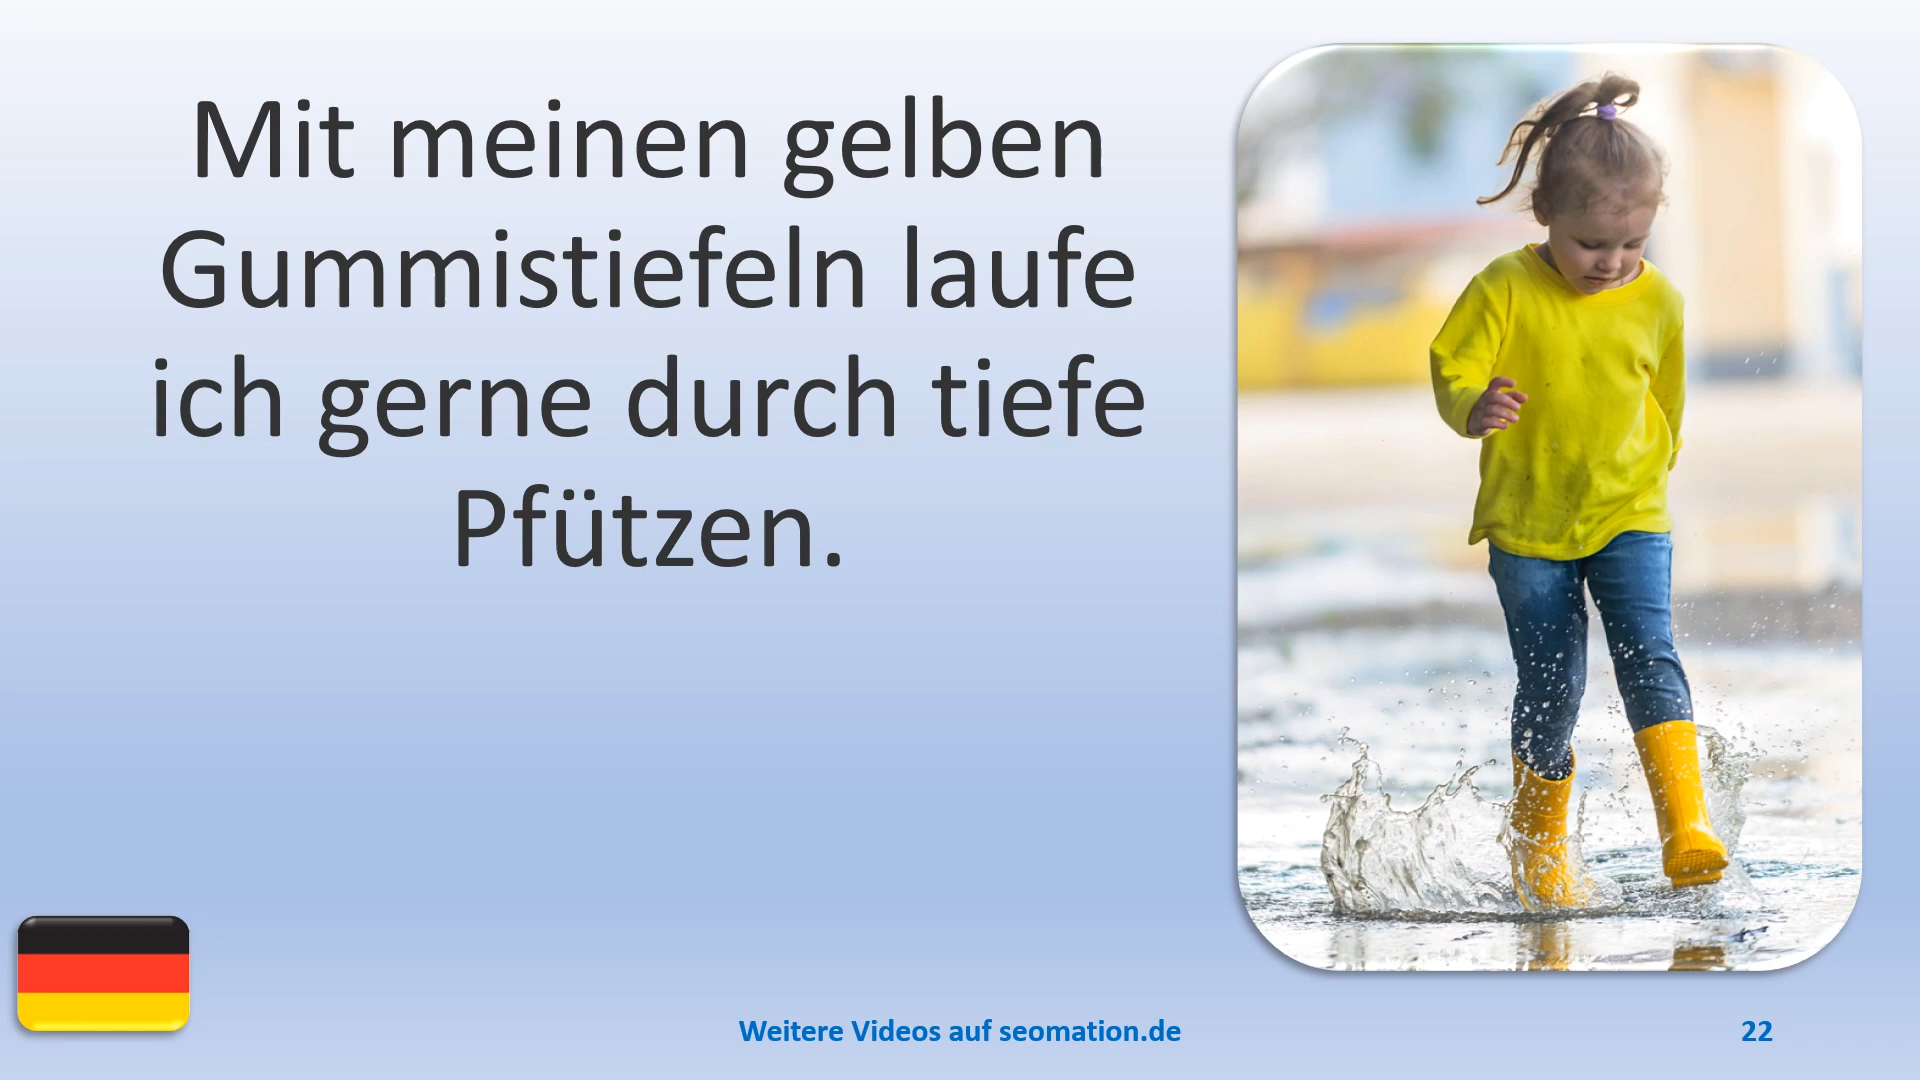 Mit meinen gelben
Gummistiefeln laufe
ich gerne durch tiefe
Pfützen.
Weitere Videos auf seomation.de
22